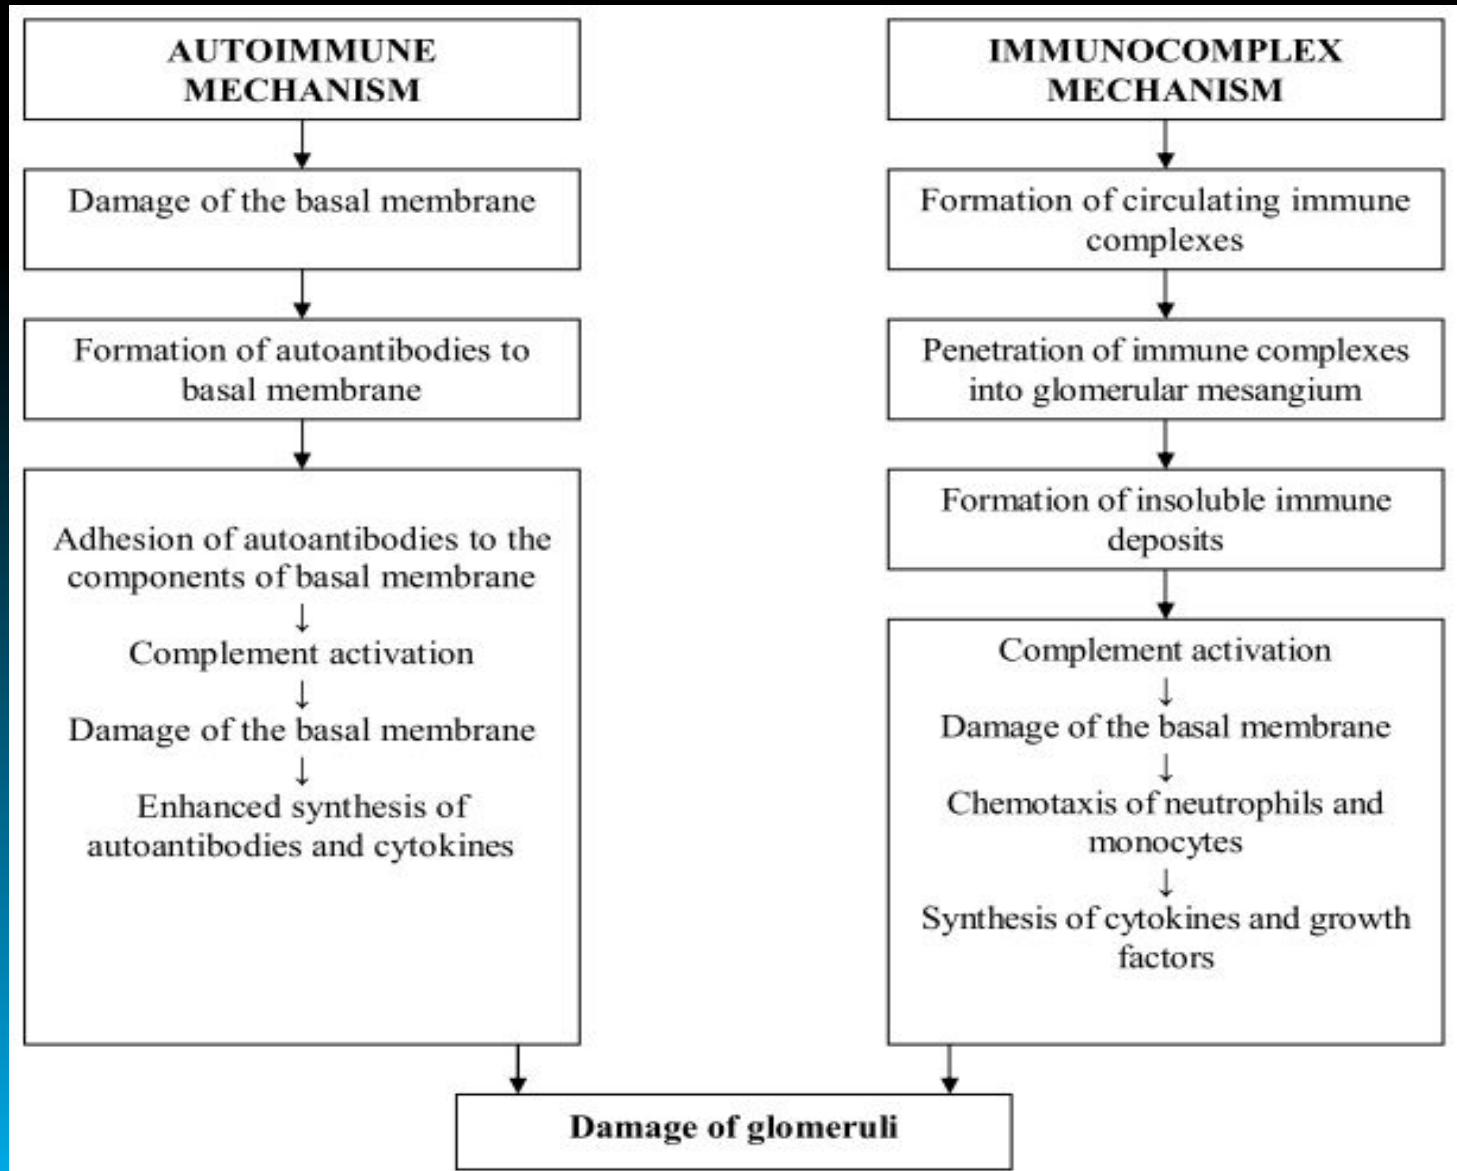 AUTOIMMUNE
MECHANISM
Damage of the basal membrane
Formation of autoantibodies to
basal membrane
Adhesion of autoantibodies to the
components of basal membrane
↓
Complement activation
↓
Damage of the basal membrane
↓
Enhanced synthesis of
autoantibodies and cytokines
IMMUNOCOMPLEX
MECHANISM
Formation of circulating immune
complexes
Penetration of immune complexes
into glomerular mesangium
Formation of insoluble immune
deposits
Complement activation
↓
Damage of the basal membrane
↓
Chemotaxis of neutrophils and
monocytes
↓
Synthesis of cytokines and growth
factors
Damage of glomeruli